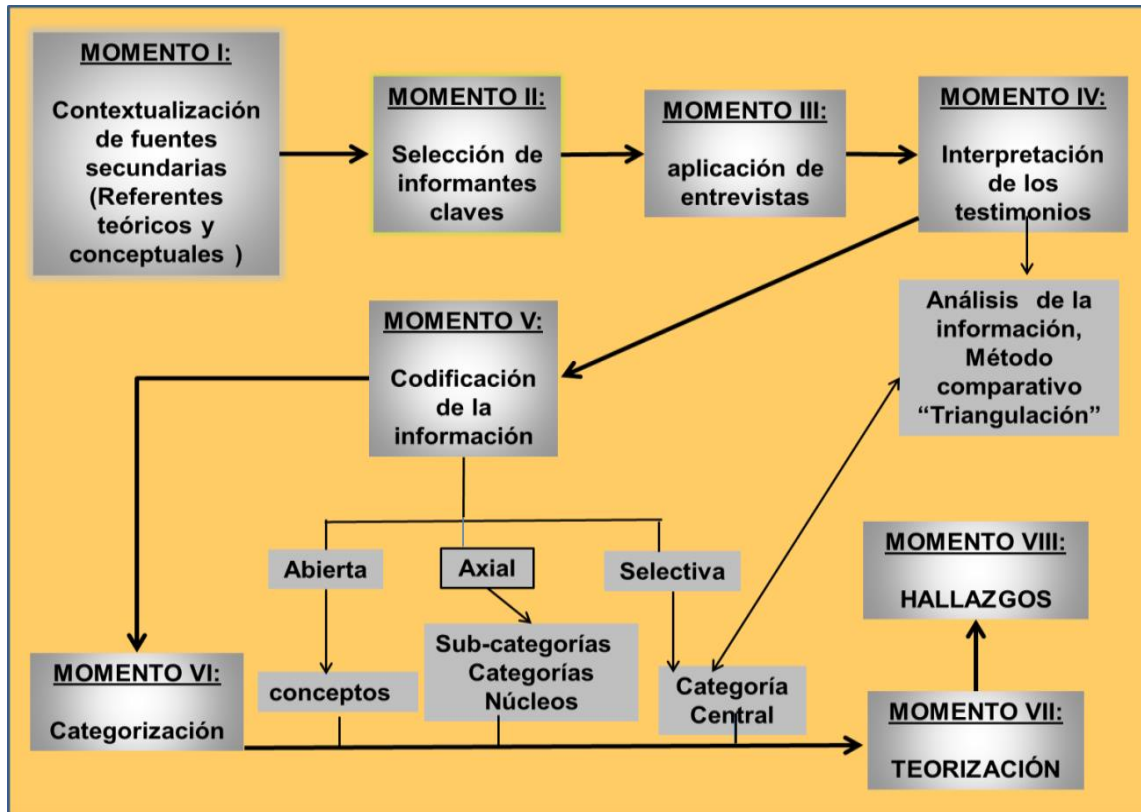 MOMENTO I:
Contextualización
de fuentes
secundarias
(Referentes
teóricos y
conceptuales )
MOMENTO II:
Selección de
informantes
claves
MOMENTO III:
aplicación de
entrevistas
MOMENTO IV:
Interpretación
de los
testimonios
Análisis de la
información,
Método
comparativo
“Triangulación”
MOMENTO V:
Codificación
de la
información
Abierta
Axial
Selectiva
conceptos
Sub-categorías
Categorías
Núcleos
Categoría
Central
MOMENTO VI:
Categorización
MOMENTO VII:
TEORIZACIÓN
MOMENTO VIII:
HALLAZGOS